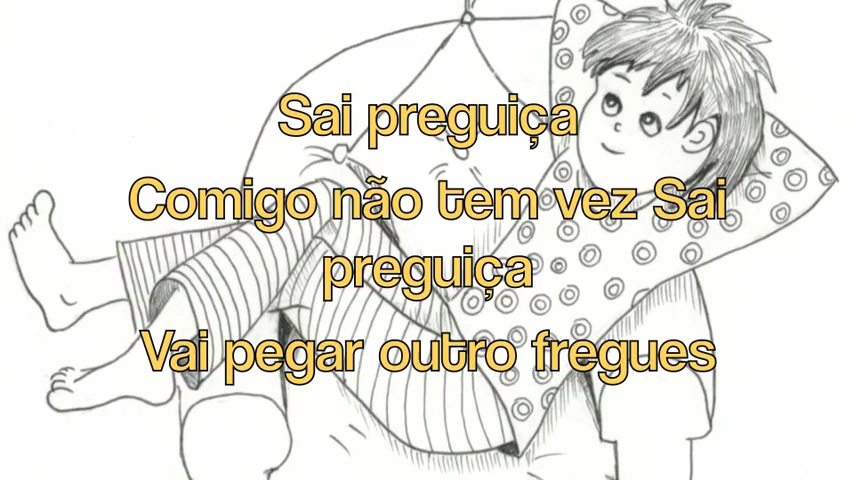 Sai preguiça
Comigo não tem vez Sai
preguiça
Vai pegar outro fregues